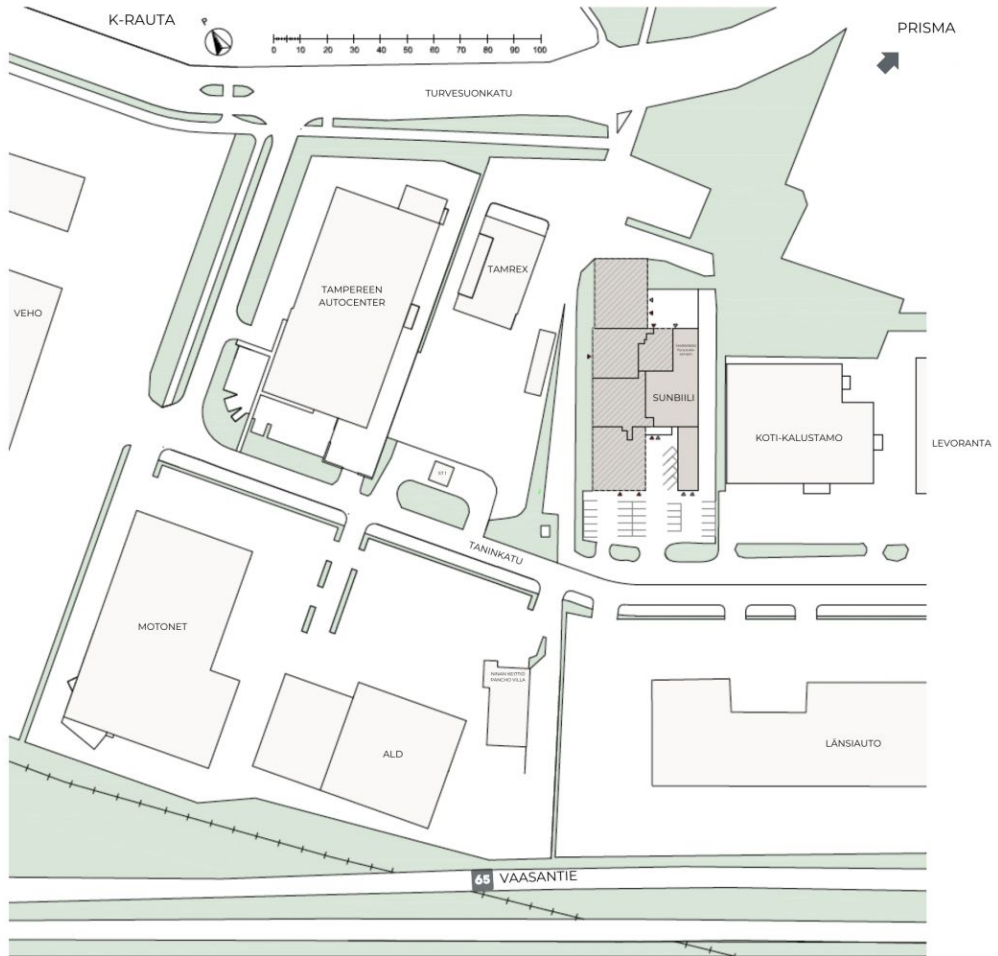 K-RAUTA
PRISMA
0 10 20 30 40 50 60 70 80 90 100
TURVESUONKATU
TAMREX
TAMPEREEN
AUTOCENTER
VEHO
SUNBIILI
KOTI-KALUSTAMO
LEVORANTA
TANINKATU
MOTONET
NINAN KEITTIÖ
PANCHO VILLA
ALD
LÄNSIAUTO
65 VAASANTIE